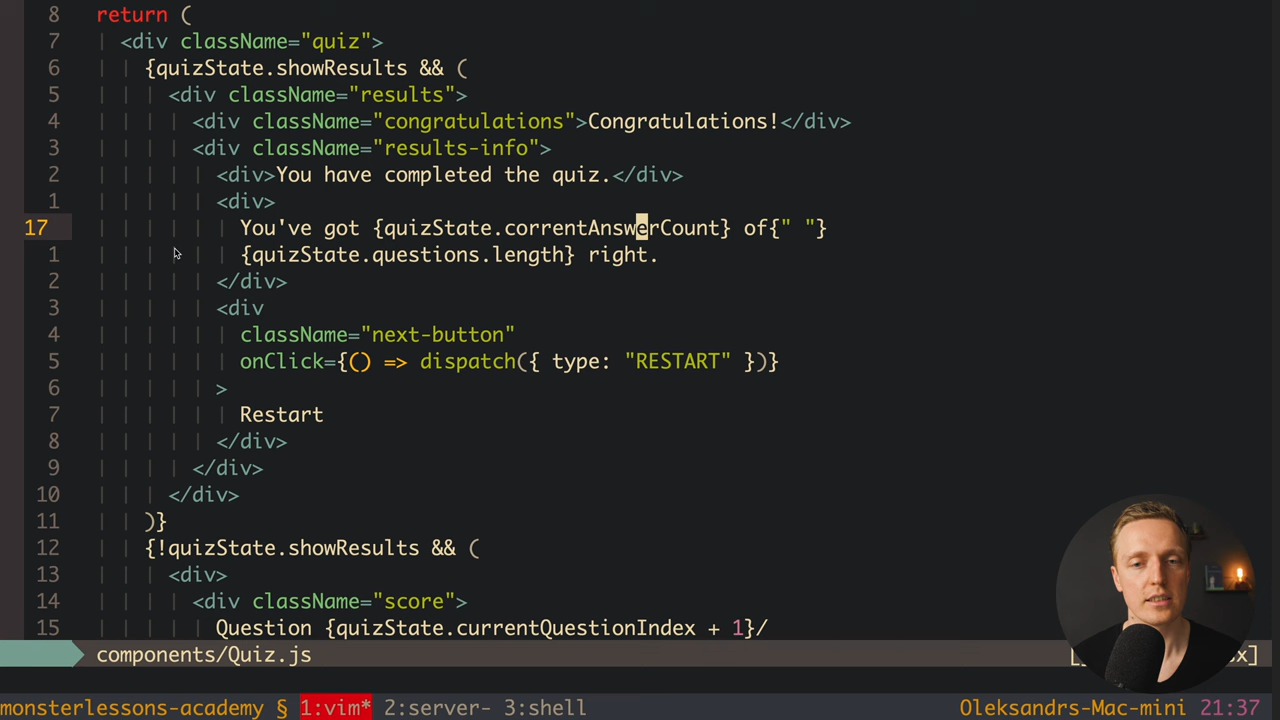 8 return (
7 <div className="quiz">
6 {quizState.showResults && (
5 <div className="results">
4 <div className="congratulations">Congratulations!</div>
3 <div className="results-info">
2 <div>You have completed the quiz.</div>
1 <div>
17 You've got {quizState.correntAnswerCount} of{" "}
1 {quizState.questions.length} right.
2 </div>
3 <div
4 className="next-button"
5 onClick={() => dispatch({ type: "RESTART" })}
6 >
7 Restart
8 </div>
9 </div>
10 </div>
11 )}
12 {!quizState.showResults && (
13 <div>
14 <div className="score">
15 Question {quizState.currentQuestionIndex + 1}/
components/Quiz.js
monsterlessons-academy § 1:vim* 2:server- 3:shell Oleksandrs-Mac-mini 21:37